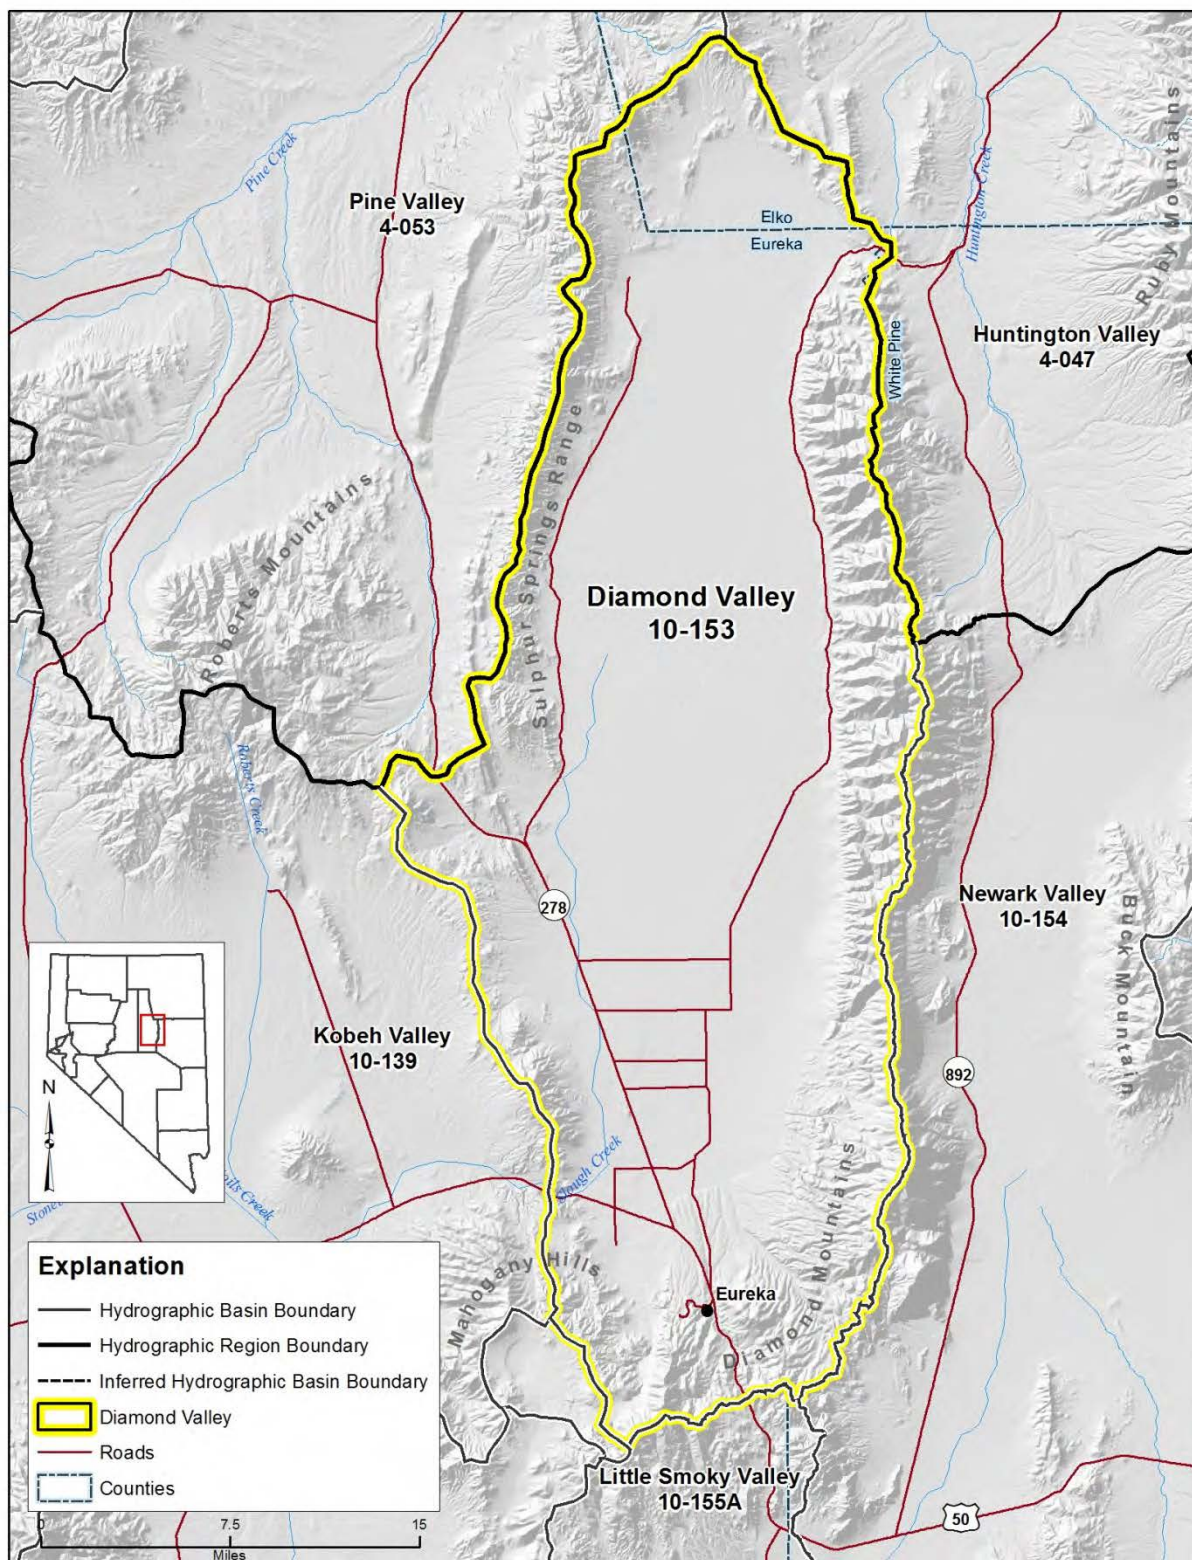 Pine Creek
Pine Valley
4-053
Elko
Eureka
Huntington Creek
Ruby Mountains
Huntington Valley
4-047
White Pine
Sulphur Springs Range
Roberts Mountains
Diamond Valley
10-153
Roberts Creek
278
Newark Valley
10-154
Buck Mountain
Kobeh Valley
10-139
892
N
Slough Creek
Mahogany Hills
Eureka
Diamond Mountains
Explanation
Hydrographic Basin Boundary
Hydrographic Region Boundary
Inferred Hydrographic Basin Boundary
Diamond Valley
Roads
Counties
0 7.5 15
Miles
Little Smoky Valley
10-155A
50